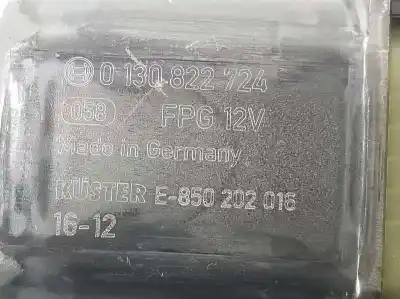 0 130 822 724
058 FPG 12V
Made in Germany
KÜSTER E-850 202 016
16-12